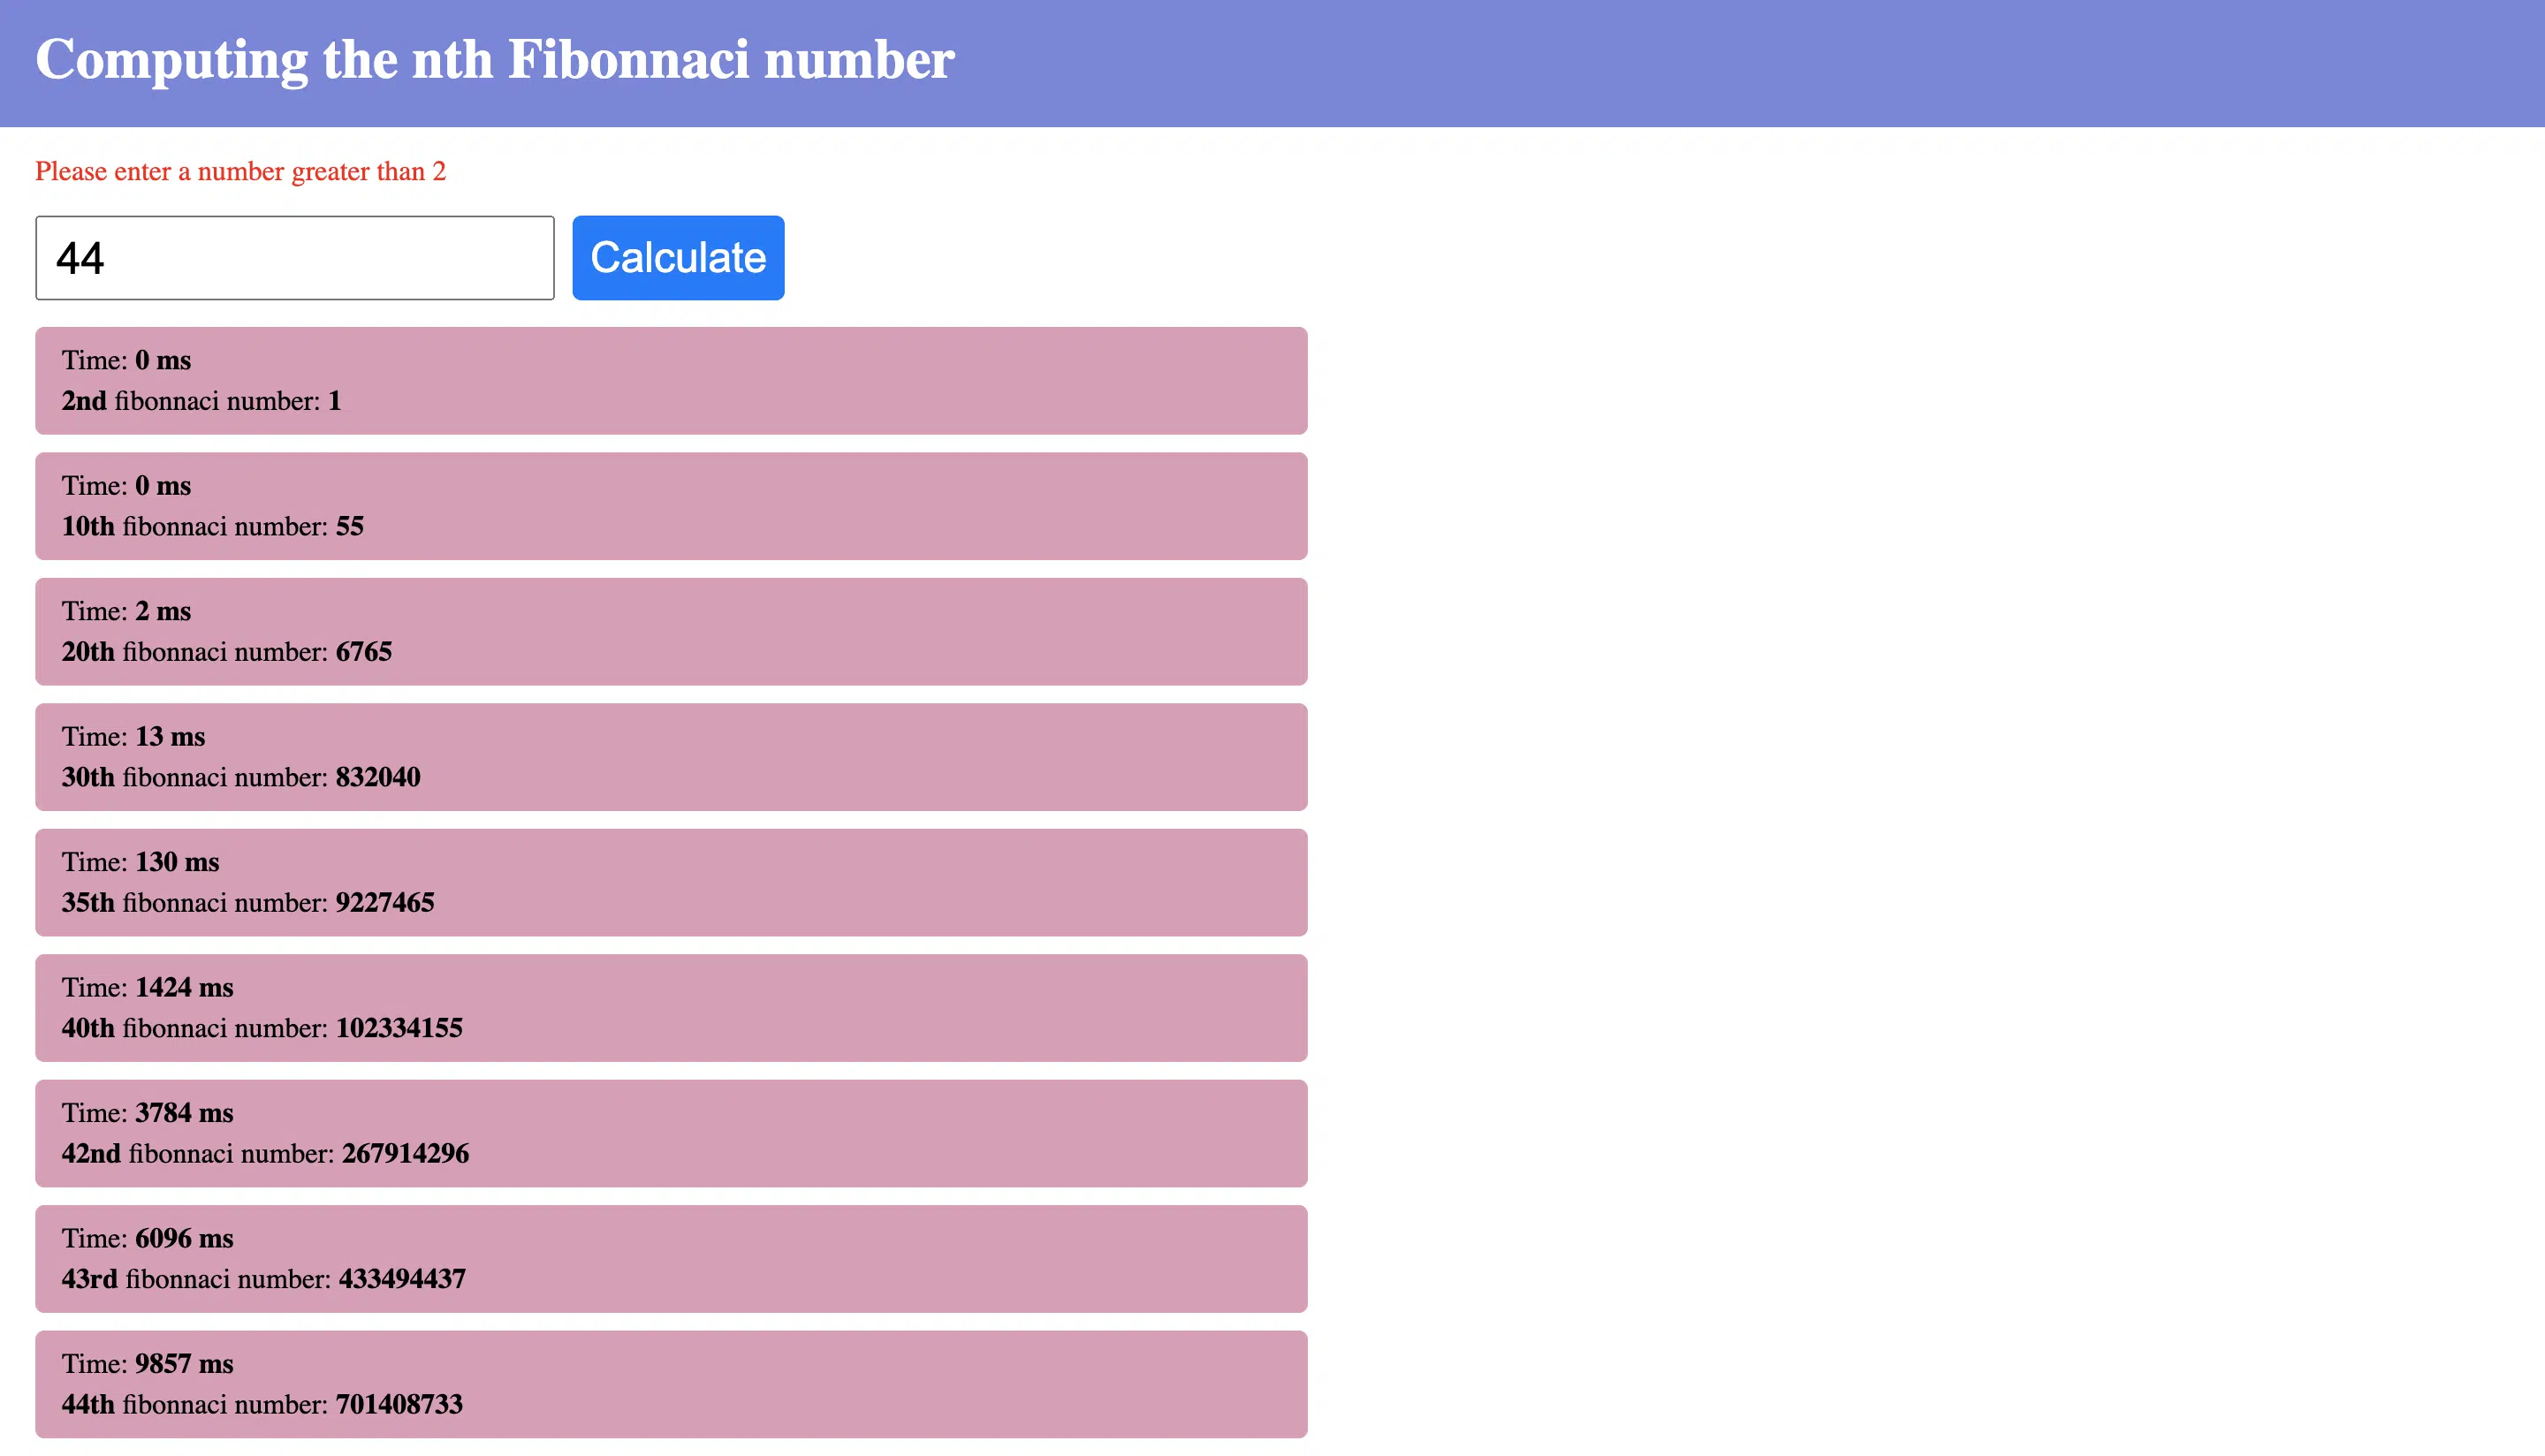 Computing the nth Fibonnaci number
Please enter a number greater than 2
44
Calculate
Time: 0 ms
2nd fibonnaci number: 1
Time: 0 ms
10th fibonnaci number: 55
Time: 2 ms
20th fibonnaci number: 6765
Time: 13 ms
30th fibonnaci number: 832040
Time: 130 ms
35th fibonnaci number: 9227465
Time: 1424 ms
40th fibonnaci number: 102334155
Time: 3784 ms
42nd fibonnaci number: 267914296
Time: 6096 ms
43rd fibonnaci number: 433494437
Time: 9857 ms
44th fibonnaci number: 701408733